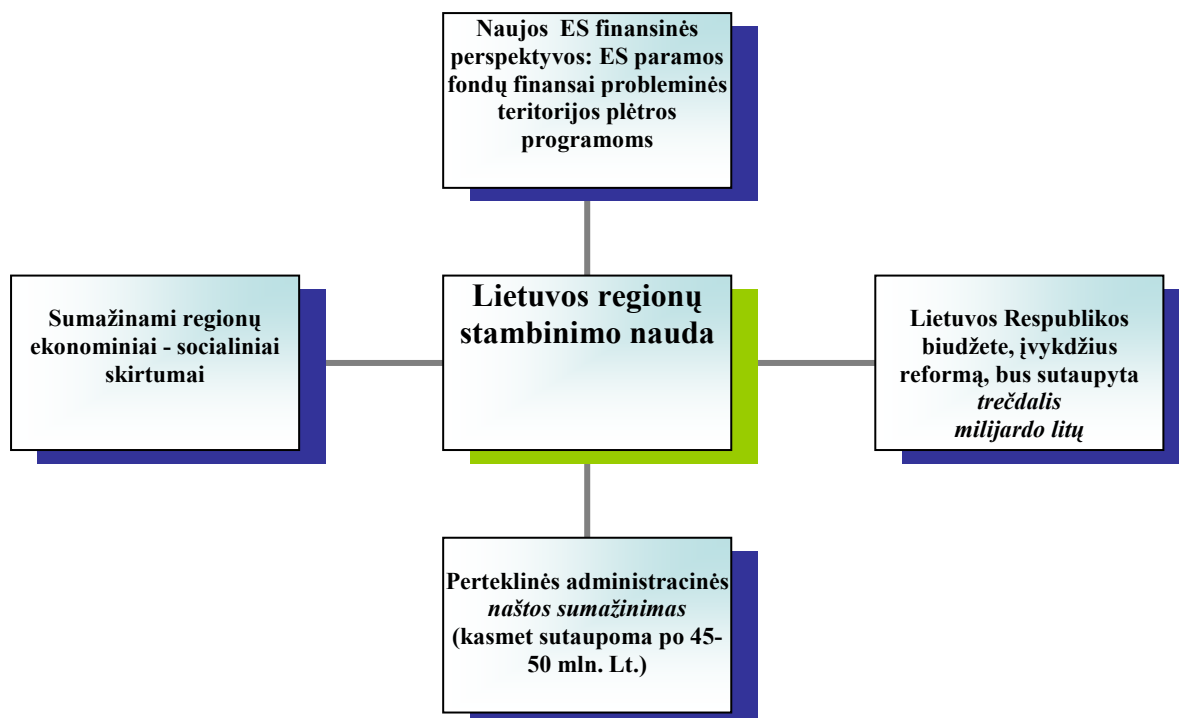 Naujos ES finansinės
perspektyvos: ES paramos
fondų finansai probleminės
teritorijos plėtros
programoms
Sumažinami regionų
ekonominiai - socialiniai
skirtumai
Lietuvos regionų
stambinimo nauda
Lietuvos Respublikos
biudžete, įvykdžius
reformą, bus sutaupyta
trečdalis
milijardo litų
Perteklinės administracinės
naštos sumažinimas
(kasmet sutaupoma po 45-
50 mln. Lt.)